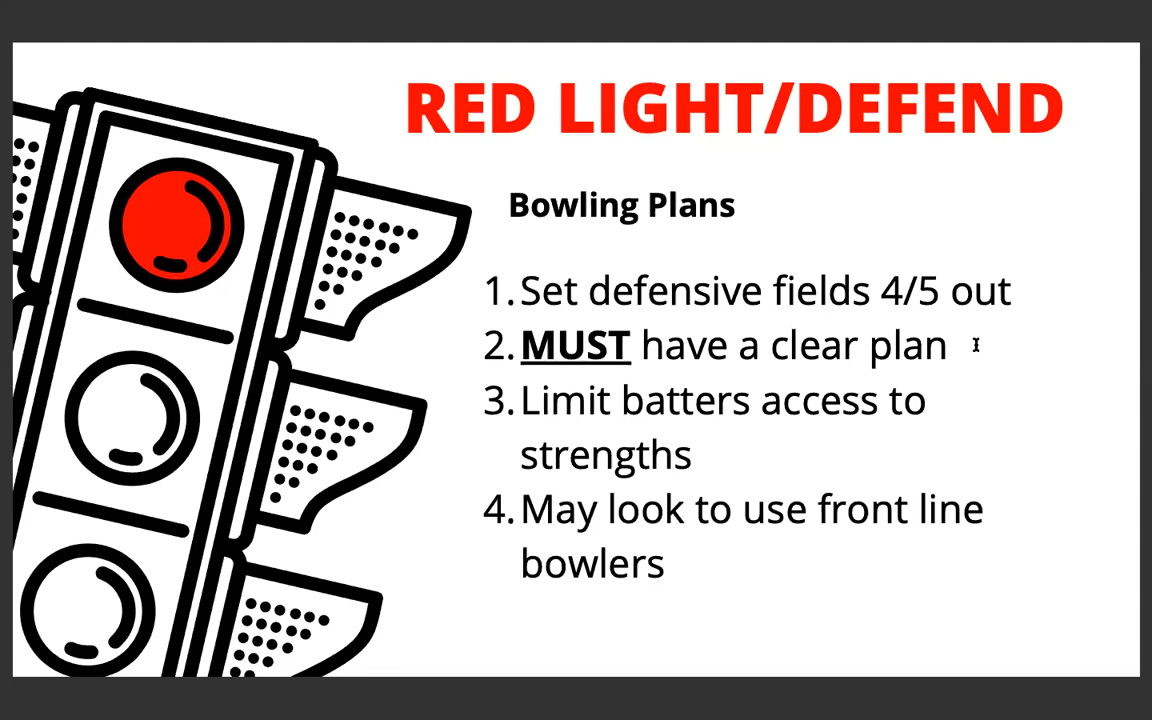 RED LIGHT/DEFEND
Bowling Plans
1. Set defensive fields 4/5 out
2. MUST have a clear plan
3. Limit batters access to
strengths
4. May look to use front line
bowlers